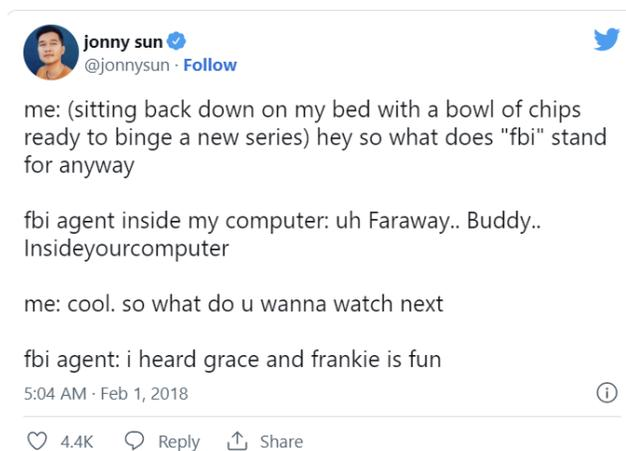 jonny sun
@jonnysun · Follow
me: (sitting back down on my bed with a bowl of chips
ready to binge a new series) hey so what does "fbi" stand
for anyway
fbi agent inside my computer: uh Faraway.. Buddy..
Insideyourcomputer
me: cool. so what do u wanna watch next
fbi agent: i heard grace and frankie is fun
5:04 AM · Feb 1, 2018
4.4K Reply Share